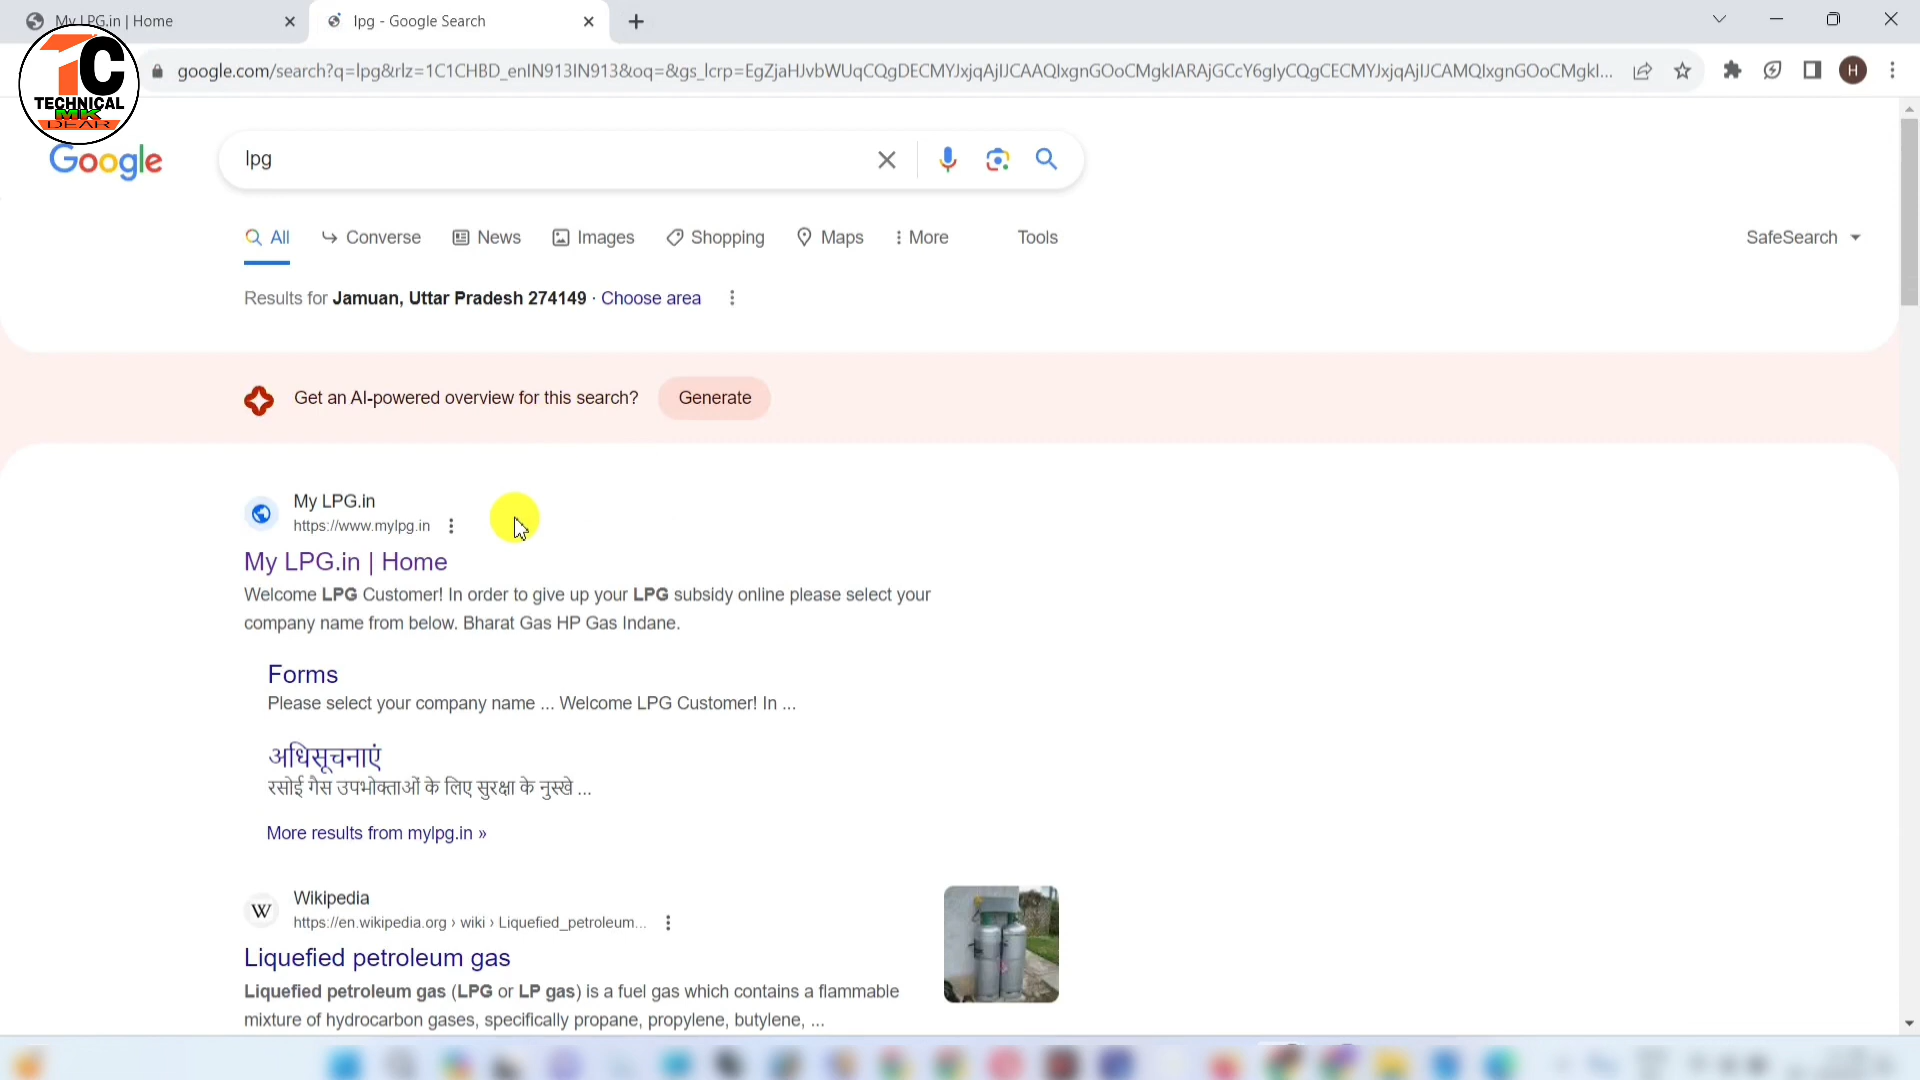 My LPG.in | Home
lpg - Google Search
google.com/search?q=lpg&rlz=1C1CHBD_enIN913IN913&oq=&gs_lcrp=
H
TC
TECHNICAL
MK
DEAR
Google
lpg
All
Converse
News
Images
Shopping
Maps
More
Tools
SafeSearch
Results for Jamuan, Uttar Pradesh 274149 · Choose area
Get an AI-powered overview for this search?
Generate
My LPG.in
https://www.mylpg.in
My LPG.in | Home
Welcome LPG Customer! In order to give up your LPG subsidy online please select your
company name from below. Bharat Gas HP Gas Indane.
Forms
Please select your company name ... Welcome LPG Customer! In ...
अधिसूचनाएं
रसोई गैस उपभोक्ताओं के लिए सुरक्षा के नुस्खे ...
More results from mylpg.in »
W
Wikipedia
https://en.wikipedia.org › wiki › Liquefied_petroleum...
Liquefied petroleum gas
Liquefied petroleum gas (LPG or LP gas) is a fuel gas which contains a flammable
mixture of hydrocarbon gases, specifically propane, propylene, butylene, ...